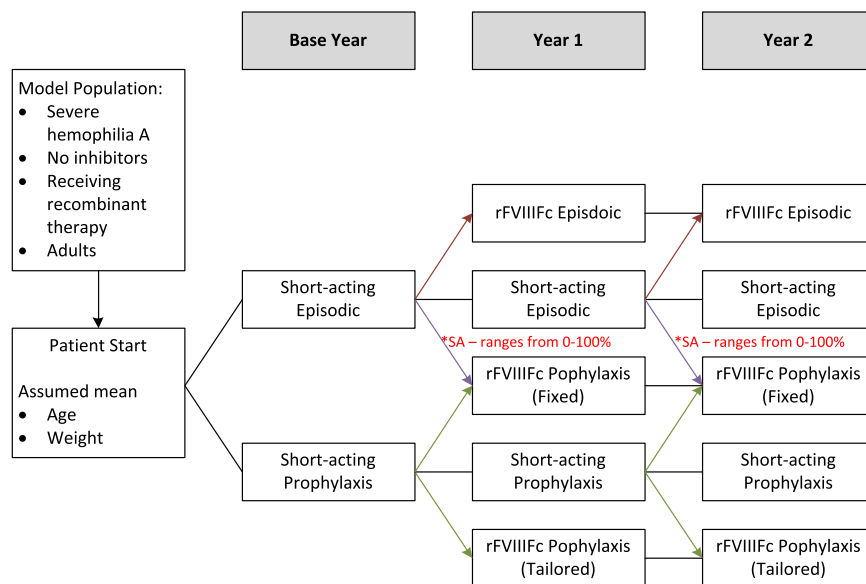 Base Year
Year 1
Year 2
Model Population:
• Severe
hemophilia A
• No inhibitors
• Receiving
recombinant
therapy
• Adults
Patient Start
Assumed mean
• Age
• Weight
Short-acting
Episodic
Short-acting
Prophylaxis
rFVIIIFc Episdoic
Short-acting
Episodic
*SA – ranges from 0-100%
rFVIIIFc Pophylaxis
(Fixed)
Short-acting
Prophylaxis
rFVIIIFc Pophylaxis
(Tailored)
rFVIIIFc Episodic
Short-acting
Episodic
*SA – ranges from 0-100%
rFVIIIFc Pophylaxis
(Fixed)
Short-acting
Prophylaxis
rFVIIIFc Pophylaxis
(Tailored)